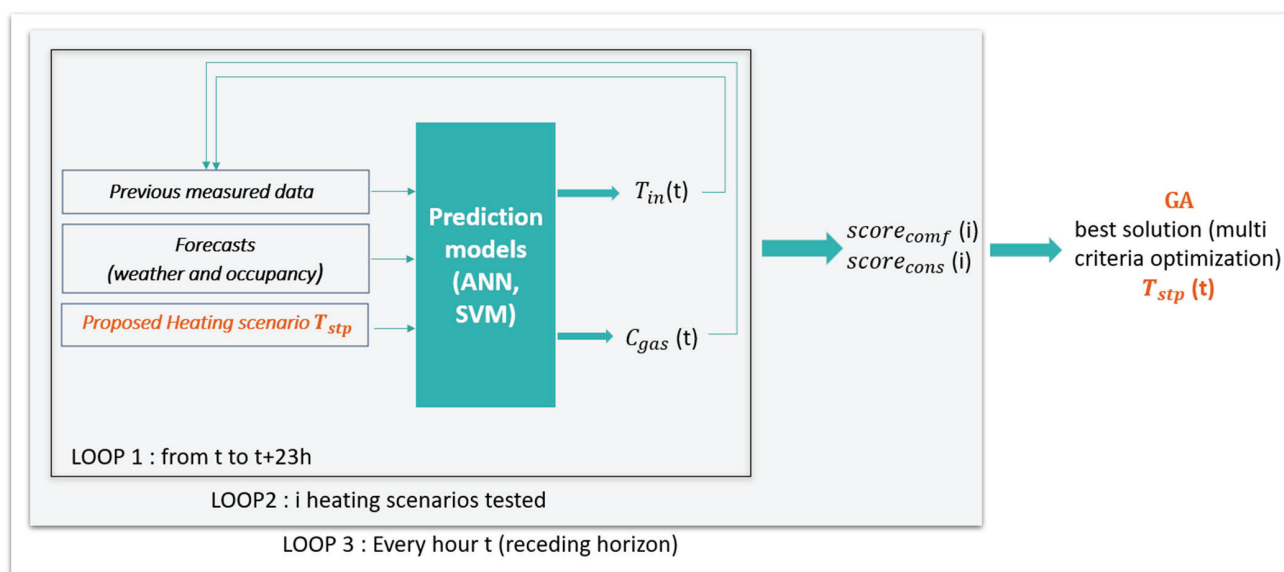 Previous measured data
Forecasts
(weather and occupancy)
Proposed Heating scenario T_stp
Prediction
models
(ANN,
SVM)
T_in(t)
C_gas (t)
score_comf (i)
score_cons (i)
GA
best solution (multi
criteria optimization)
T_stp (t)
LOOP 1 : from t to t+23h
LOOP2 : i heating scenarios tested
LOOP 3 : Every hour t (receding horizon)